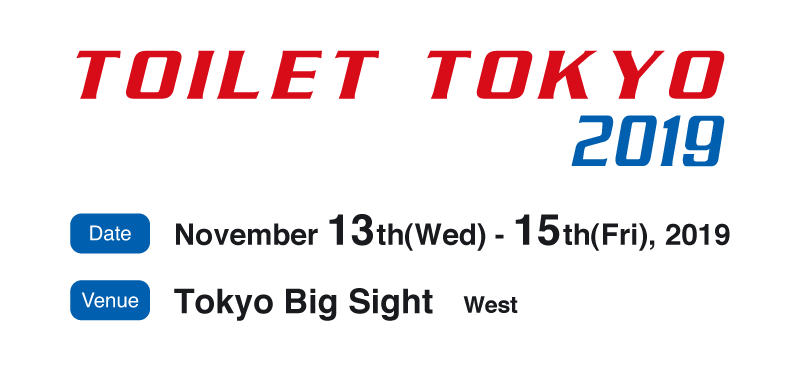 TOILET TOKYO
2019
Date November 13th(Wed) - 15th(Fri), 2019
Venue Tokyo Big Sight West